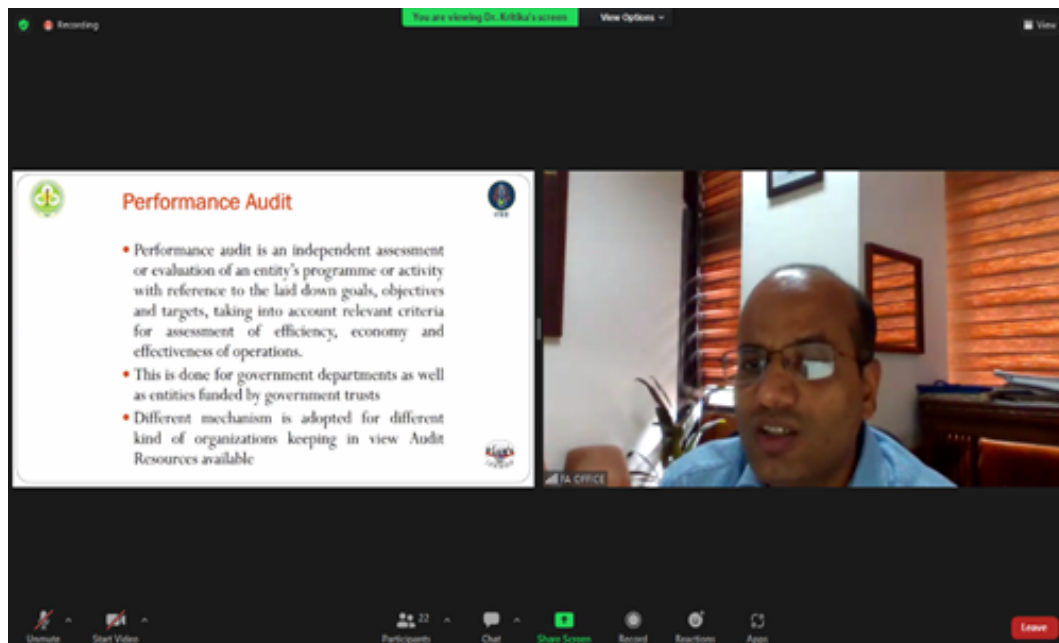 Recording
You are viewing Dr. Kritika's screen
View Options
View
Performance Audit
• Performance audit is an independent assessment
or evaluation of an entity's programme or activity
with reference to the laid down goals, objectives
and targets, taking into account relevant criteria
for assessment of efficiency, economy and
effectiveness of operations.
• This is done for government departments as well
as entities funded by government trusts
• Different mechanism is adopted for different
kind of organizations keeping in view Audit
Resources available
FA OFFICE
Unmute
Start Video
22
Participants
Chat
Share Screen
Record
Reactions
Apps
Leave